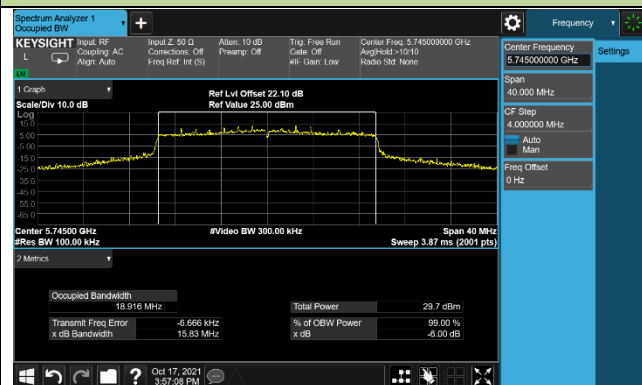 Spectrum Analyzer 1
Occupied BW
Frequency
KEYSIGHT
L
Input: RF
Coupling: AC
Align: Auto
Input Z: 50 Ω
Corrections: Off
Freq Ref: Int (S)
Atten: 10 dB
Preamp: Off
Trig: Free Run
Gate: Off
#IF Gain: Low
Center Freq: 5.745000000 GHz
Avg|Hold:>10/10
Radio Std: None
LXI
Center Frequency
5.745000000 GHz
Settings
Span
40.000 MHz
CF Step
4.000000 MHz
Auto
Man
Freq Offset
0 Hz
1 Graph
Scale/Div 10.0 dB
Ref Lvl Offset 22.10 dB
Ref Value 25.00 dBm
Log
15.0
5.00
-5.00
-15.0
-25.0
-35.0
-45.0
-55.0
-65.0
Center 5.74500 GHz
#Res BW 100.00 kHz
#Video BW 300.00 kHz
Span 40 MHz
Sweep 3.87 ms (2001 pts)
2 Metrics
Occupied Bandwidth
18.916 MHz
Total Power
29.7 dBm
Transmit Freq Error
-6.666 kHz
% of OBW Power
99.00 %
x dB Bandwidth
15.83 MHz
x dB
-6.00 dB
Oct 17, 2021
3:57:08 PM